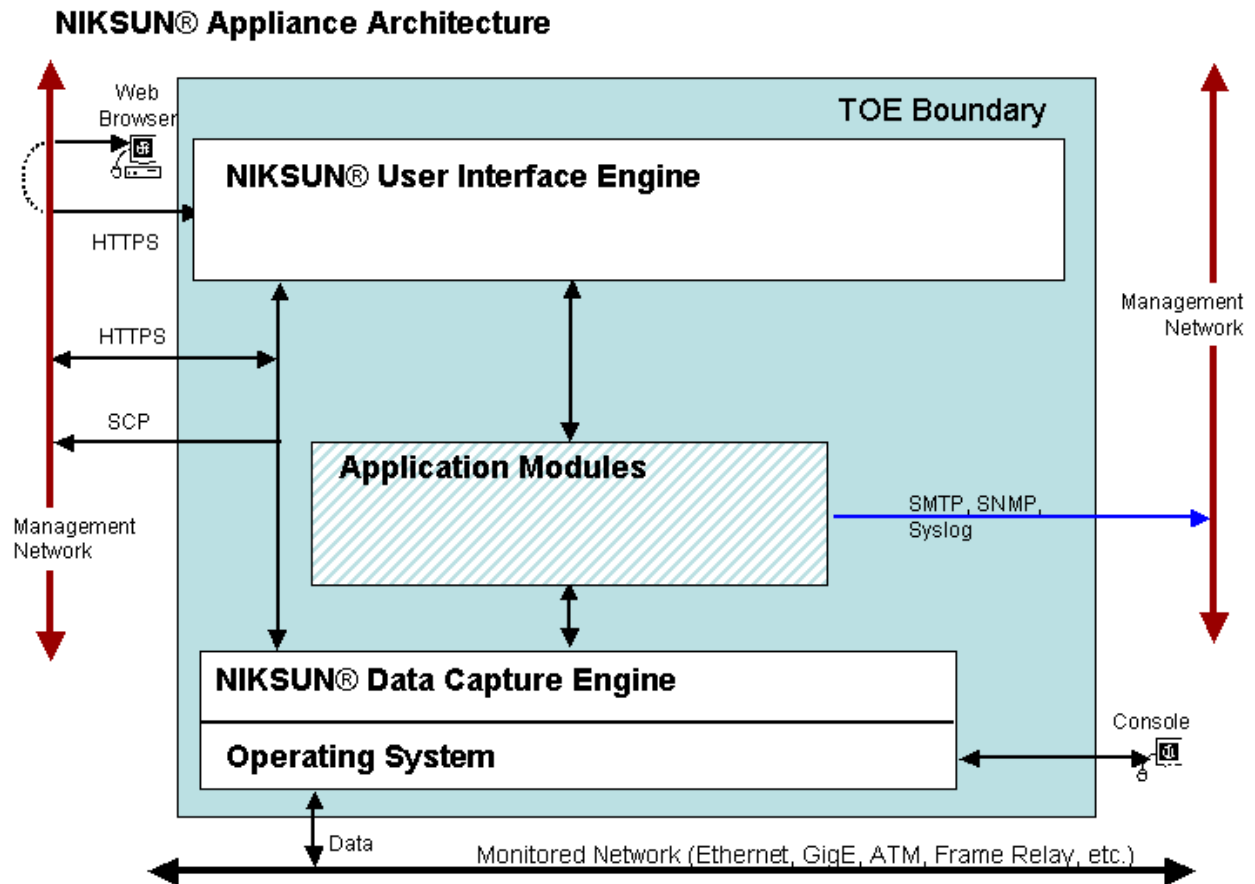 NIKSUN® Appliance Architecture
Web
Browser
TOE Boundary
NIKSUN® User Interface Engine
HTTPS
Management
Network
HTTPS
SCP
Application Modules
SMTP, SNMP,
Syslog
Management
Network
NIKSUN® Data Capture Engine
Operating System
Console
Data
Monitored Network (Ethernet, GigE, ATM, Frame Relay, etc.)